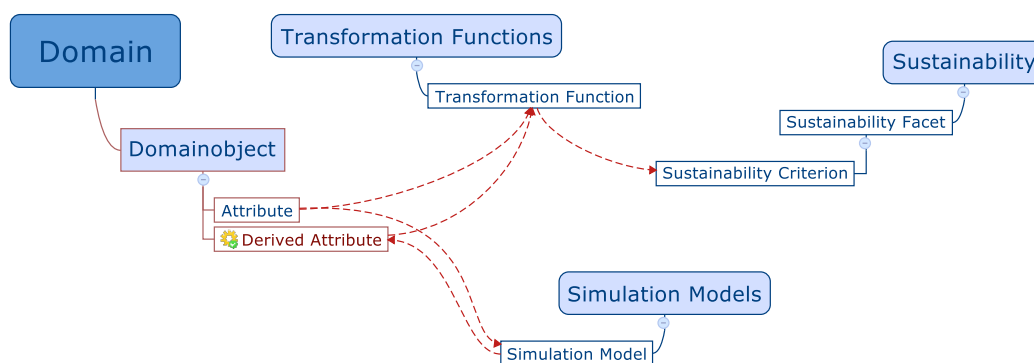 Domain
Transformation Functions
Sustainability
Transformation Function
Sustainability Facet
Domainobject
Sustainability Criterion
Attribute
Derived Attribute
Simulation Models
Simulation Model